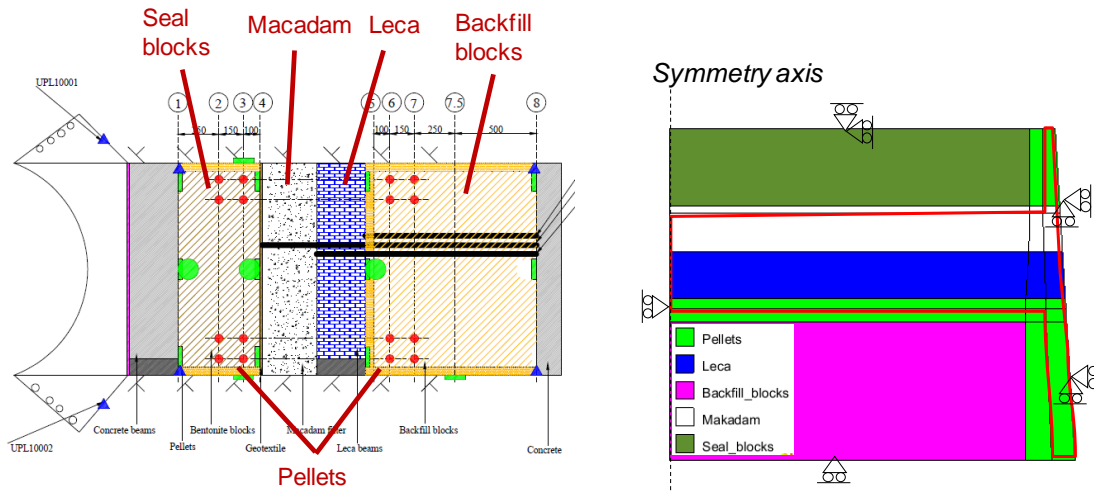 Seal
blocks
Macadam
Leca
Backfill
blocks
UPL10001
1
2
3
4
5
6
7
7.5
8
150
100
100
150
250
500
Concrete beams
Bentonite blocks
Leca beams
Backfill blocks
UPL10002
Pellets
Geotextile
Concrete
Pellets
Symmetry axis
Pellets
Leca
Backfill_blocks
Makadam
Seal_blocks